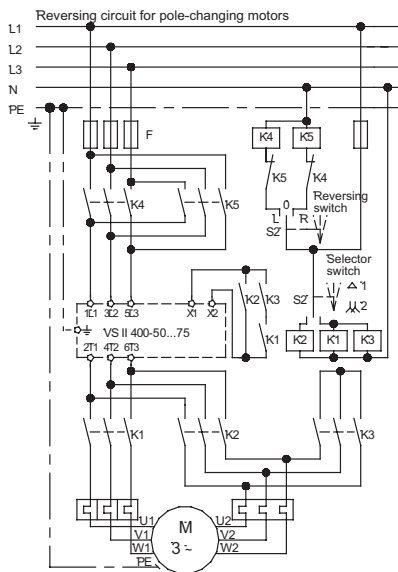 Reversing circuit for pole-changing motors
L1
L2
L3
N
PE
F
K4 K5
K5 K4
K4 K5
L 0 R
S2
Reversing
switch
Selector
switch
S2
1
2
K2 K1 K3
K2 K3
K1
1L1 3L2 5L3 X1 X2
VS II 400-50...75
2T1 4T2 6T3
K1 K2 K3
U1 M U2
V1 3 ~ V2
W1 W2
PE